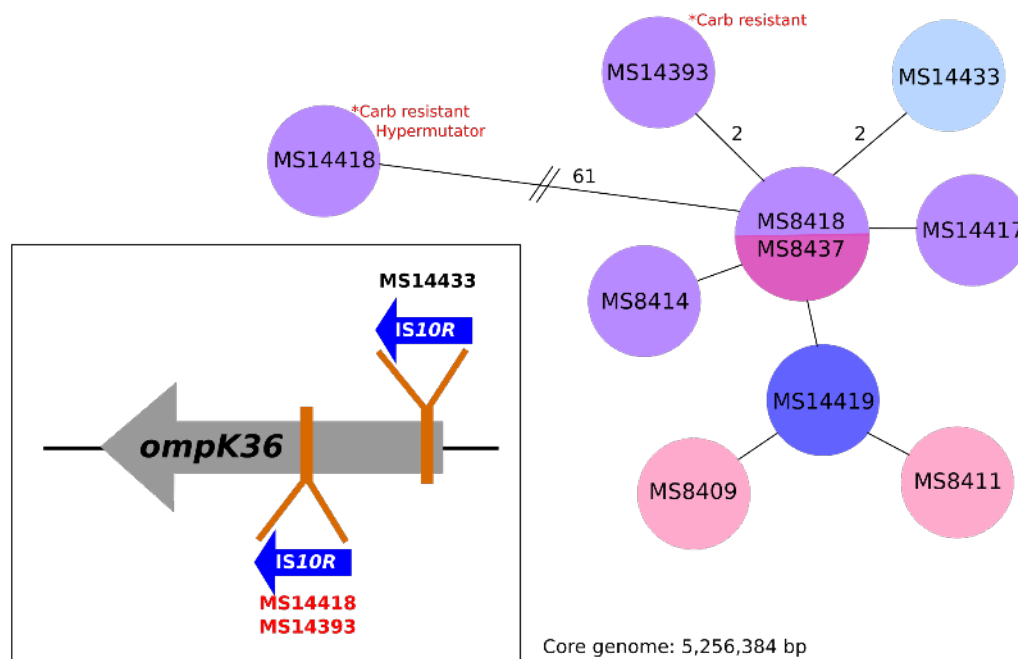 *Carb resistant
MS14393
MS14433
*Carb resistant
Hypermutator
MS14418
2
2
61
MS8418
MS8437
MS14417
MS8414
MS14419
MS8409
MS8411
MS14433
IS10R
ompK36
IS10R
MS14418
MS14393
Core genome: 5,256,384 bp